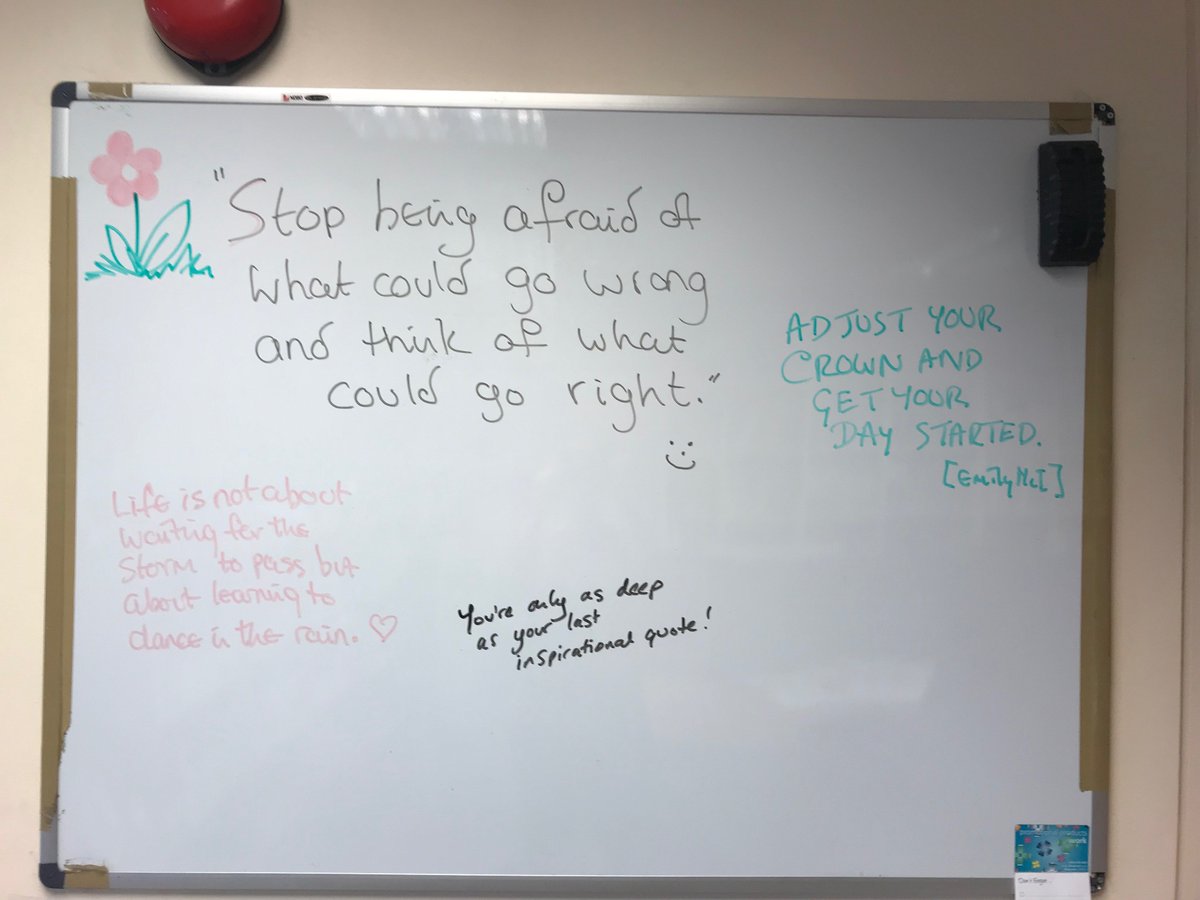 "Stop being afraid of
what could go wrong
and think of what
could go right."
ADJUST YOUR
CROWN AND
GET YOUR
DAY STARTED.
[Emily McI]
Life is not about
waiting for the
storm to pass but
about learning to
dance in the rain.
You're only as deep
as your last
inspirational quote!
work